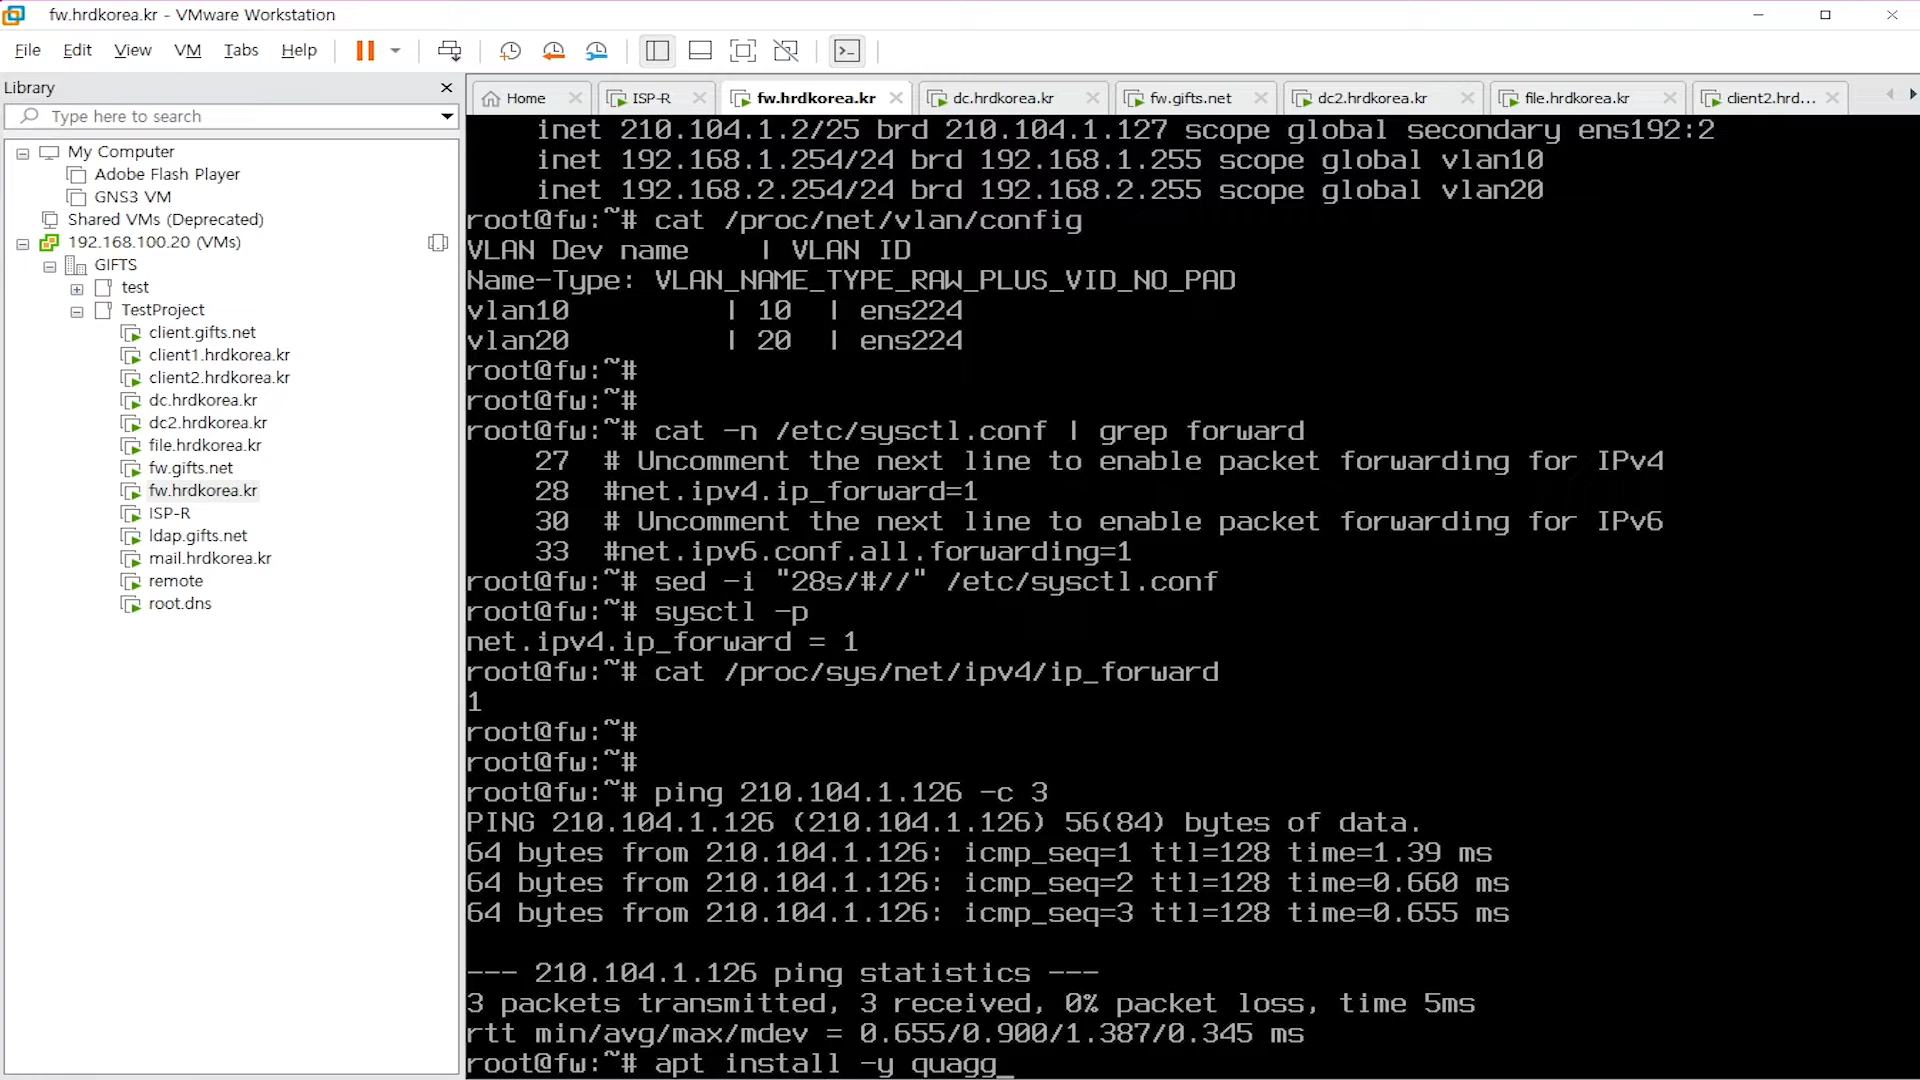 fw.hrdkorea.kr - VMware Workstation
File Edit View VM Tabs Help
Library
Type here to search
My Computer
Adobe Flash Player
GNS3 VM
Shared VMs (Deprecated)
192.168.100.20 (VMs)
GIFTS
test
TestProject
client.gifts.net
client1.hrdkorea.kr
client2.hrdkorea.kr
dc.hrdkorea.kr
dc2.hrdkorea.kr
file.hrdkorea.kr
fw.gifts.net
fw.hrdkorea.kr
ISP-R
ldap.gifts.net
mail.hrdkorea.kr
remote
root.dns
Home ISP-R fw.hrdkorea.kr dc.hrdkorea.kr fw.gifts.net dc2.hrdkorea.kr file.hrdkorea.kr client2.hrd...
inet 210.104.1.2/25 brd 210.104.1.127 scope global secondary ens192:2
inet 192.168.1.254/24 brd 192.168.1.255 scope global vlan10
inet 192.168.2.254/24 brd 192.168.2.255 scope global vlan20
root@fw:~# cat /proc/net/vlan/config
VLAN Dev name    | VLAN ID
Name-Type: VLAN_NAME_TYPE_RAW_PLUS_VID_NO_PAD
vlan10         | 10  | ens224
vlan20         | 20  | ens224
root@fw:~#
root@fw:~#
root@fw:~# cat -n /etc/sysctl.conf | grep forward
27  # Uncomment the next line to enable packet forwarding for IPv4
28  #net.ipv4.ip_forward=1
30  # Uncomment the next line to enable packet forwarding for IPv6
33  #net.ipv6.conf.all.forwarding=1
root@fw:~# sed -i "28s/#//" /etc/sysctl.conf
root@fw:~# sysctl -p
net.ipv4.ip_forward = 1
root@fw:~# cat /proc/sys/net/ipv4/ip_forward
1
root@fw:~#
root@fw:~#
root@fw:~# ping 210.104.1.126 -c 3
PING 210.104.1.126 (210.104.1.126) 56(84) bytes of data.
64 bytes from 210.104.1.126: icmp_seq=1 ttl=128 time=1.39 ms
64 bytes from 210.104.1.126: icmp_seq=2 ttl=128 time=0.660 ms
64 bytes from 210.104.1.126: icmp_seq=3 ttl=128 time=0.655 ms
--- 210.104.1.126 ping statistics ---
3 packets transmitted, 3 received, 0% packet loss, time 5ms
rtt min/avg/max/mdev = 0.655/0.900/1.387/0.345 ms
root@fw:~# apt install -y quagg_